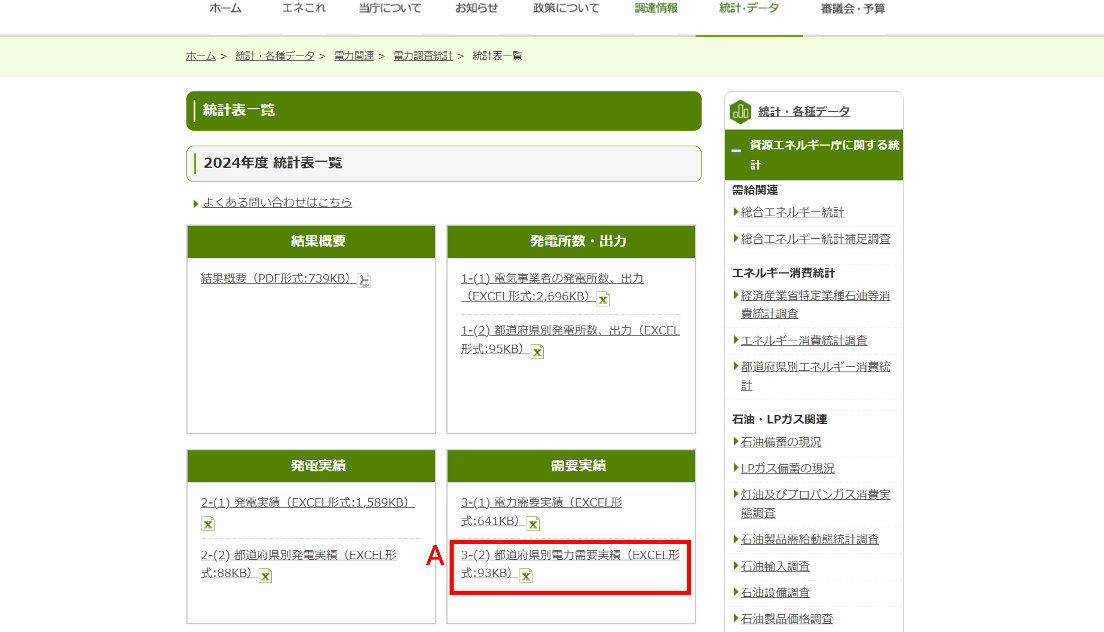 ホーム エネこれ 当庁について お知らせ 政策について 調達情報 統計・データ 審議会・予算
ホーム > 統計・各種データ > 電力関連 > 電力調査統計 > 統計表一覧
統計表一覧
2024年度 統計表一覧
よくある問い合わせはこちら
結果概要
結果概要（PDF形式:739KB）
発電所数・出力
1-(1) 電気事業者の発電所数、出力
（EXCEL形式:2,696KB）
1-(2) 都道府県別発電所数、出力（EXCEL
形式:95KB）
発電実績
2-(1) 発電実績（EXCEL形式:1,589KB）
2-(2) 都道府県別発電実績（EXCEL形
式:88KB）
需要実績
3-(1) 電力需要実績（EXCEL形
式:641KB）
A
3-(2) 都道府県別電力需要実績（EXCEL形
式:93KB）
統計・各種データ
資源エネルギー庁に関する統
計
需給関連
総合エネルギー統計
総合エネルギー統計補足調査
エネルギー消費統計
経済産業省特定業種石油等消
費統計調査
エネルギー消費統計調査
都道府県別エネルギー消費統
計
石油・LPガス関連
石油備蓄の現況
LPガス備蓄の現況
灯油及びプロパンガス消費実
態調査
石油製品需給動態統計調査
石油輸入調査
石油設備調査
石油製品価格調査